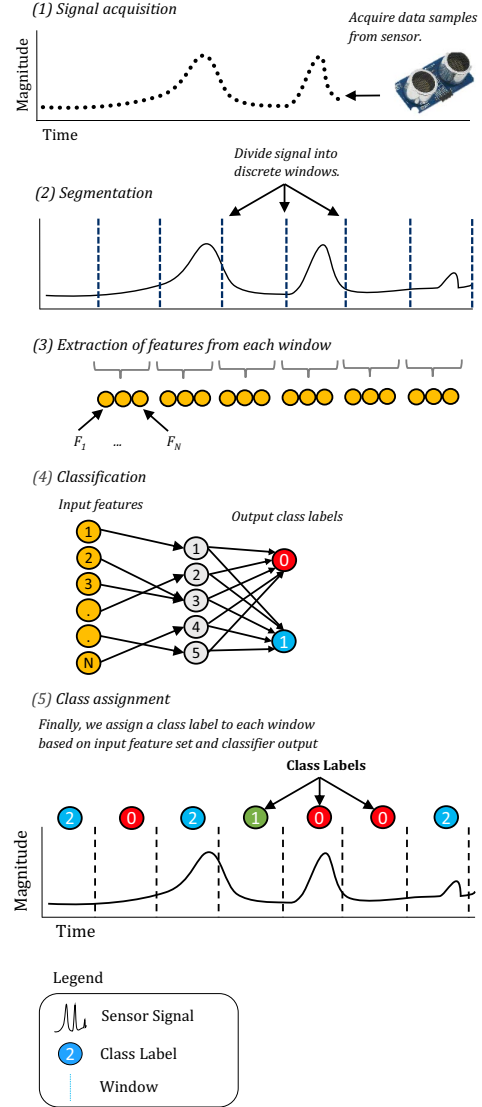 (1) Signal acquisition
Acquire data samples
from sensor.
Magnitude
Time
Divide signal into
discrete windows.
(2) Segmentation
(3) Extraction of features from each window
F1 ... FN
(4) Classification
Input features
Output class labels
1
2
3
.
.
N
1
2
3
4
5
0
1
(5) Class assignment
Finally, we assign a class label to each window
based on input feature set and classifier output
Class Labels
2 0 2 1 0 0 2
Magnitude
Time
Legend
Sensor Signal
2 Class Label
Window